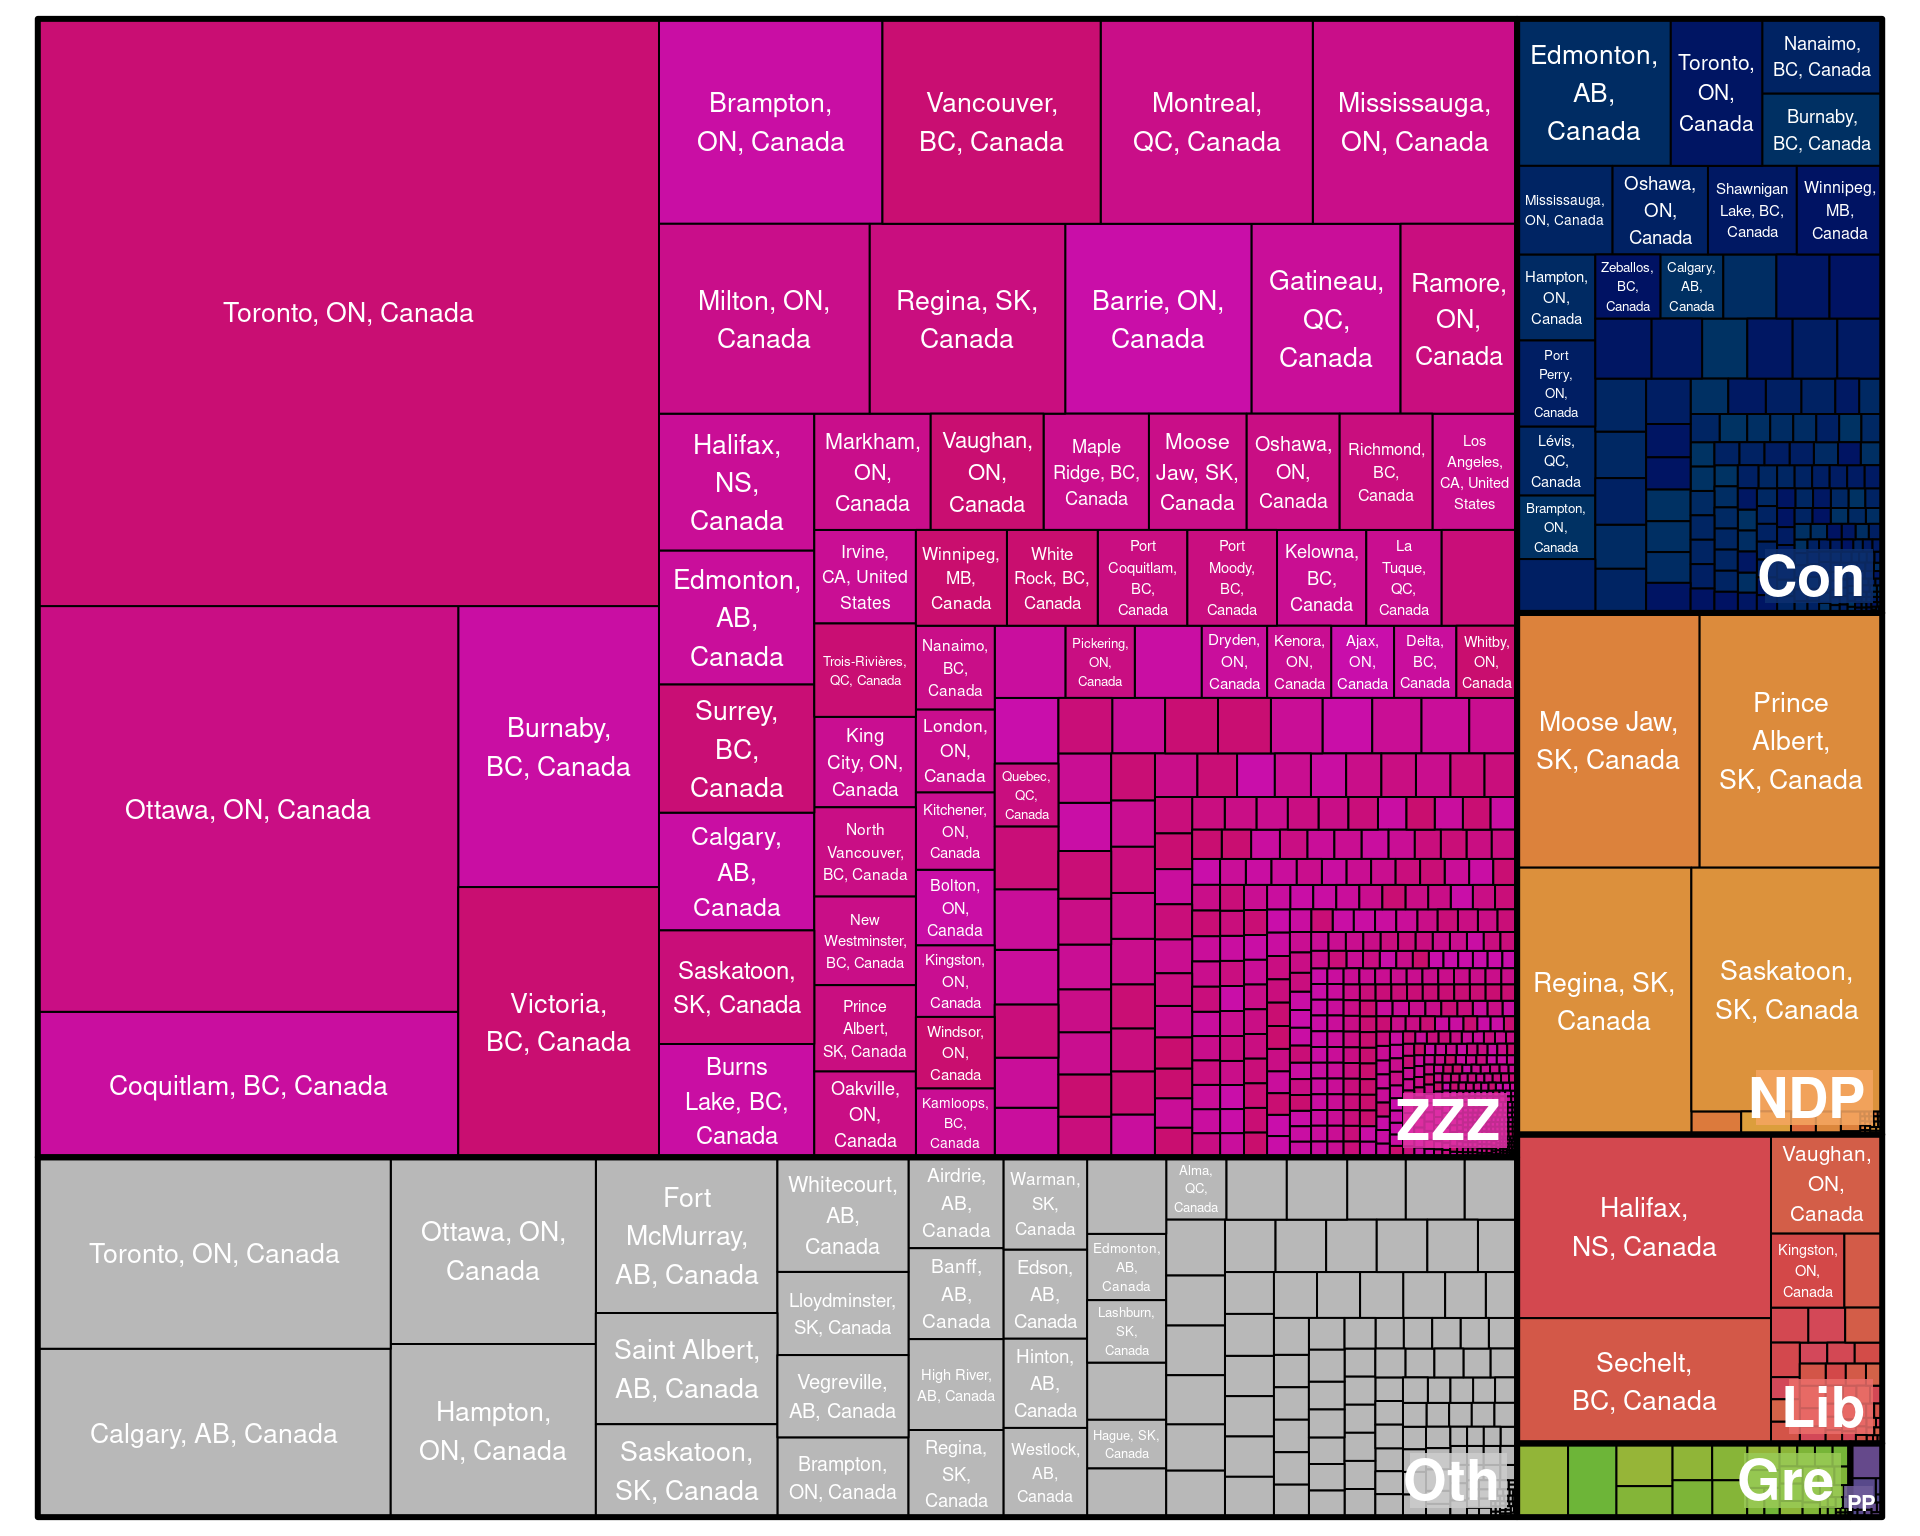 Toronto, ON, Canada
Ottawa, ON, Canada
Coquitlam, BC, Canada
Burnaby,
BC, Canada
Victoria,
BC, Canada
Brampton,
ON, Canada
Vancouver,
BC, Canada
Montreal,
QC, Canada
Mississauga,
ON, Canada
Milton, ON,
Canada
Regina, SK,
Canada
Barrie, ON,
Canada
Gatineau,
QC,
Canada
Ramore,
ON,
Canada
Halifax,
NS,
Canada
Edmonton,
AB,
Canada
Surrey,
BC,
Canada
Calgary,
AB,
Canada
Saskatoon,
SK, Canada
Burns
Lake, BC,
Canada
Markham,
ON,
Canada
Vaughan,
ON,
Canada
Maple
Ridge, BC,
Canada
Moose
Jaw, SK,
Canada
Oshawa,
ON,
Canada
Richmond,
BC,
Canada
Los
Angeles,
CA, United
States
Irvine,
CA, United
States
Trois-Rivières,
QC, Canada
King
City, ON,
Canada
North
Vancouver,
BC, Canada
New
Westminster,
BC, Canada
Prince
Albert,
SK, Canada
Oakville,
ON,
Canada
Winnipeg,
MB,
Canada
White
Rock, BC,
Canada
Port
Coquitlam,
BC,
Canada
Port
Moody,
BC,
Canada
Kelowna,
BC,
Canada
La
Tuque,
QC,
Canada
Nanaimo,
BC,
Canada
London,
ON,
Canada
Kitchener,
ON,
Canada
Bolton,
ON,
Canada
Kingston,
ON,
Canada
Windsor,
ON,
Canada
Kamloops,
BC,
Canada
Pickering,
ON,
Canada
Dryden,
ON,
Canada
Kenora,
ON,
Canada
Ajax,
ON,
Canada
Delta,
BC,
Canada
Whitby,
ON,
Canada
Quebec,
QC,
Canada
ZZZ
Toronto, ON, Canada
Calgary, AB, Canada
Ottawa, ON,
Canada
Hampton,
ON, Canada
Fort
McMurray,
AB, Canada
Saint Albert,
AB, Canada
Saskatoon,
SK, Canada
Whitecourt,
AB,
Canada
Lloydminster,
SK, Canada
Vegreville,
AB, Canada
Brampton,
ON, Canada
Airdrie,
AB,
Canada
Banff,
AB,
Canada
High River,
AB, Canada
Regina,
SK,
Canada
Warman,
SK,
Canada
Edson,
AB,
Canada
Hinton,
AB,
Canada
Westlock,
AB,
Canada
Edmonton,
AB,
Canada
Lashburn,
SK,
Canada
Hague, SK,
Canada
Alma,
QC,
Canada
Oth
Edmonton,
AB,
Canada
Toronto,
ON,
Canada
Nanaimo,
BC, Canada
Burnaby,
BC, Canada
Mississauga,
ON, Canada
Oshawa,
ON,
Canada
Shawnigan
Lake, BC,
Canada
Winnipeg,
MB,
Canada
Hampton,
ON,
Canada
Port
Perry,
ON,
Canada
Lévis,
QC,
Canada
Brampton,
ON,
Canada
Zeballos,
BC,
Canada
Calgary,
AB,
Canada
Con
Moose Jaw,
SK, Canada
Prince
Albert,
SK, Canada
Regina, SK,
Canada
Saskatoon,
SK, Canada
NDP
Halifax,
NS, Canada
Sechelt,
BC, Canada
Vaughan,
ON,
Canada
Kingston,
ON,
Canada
Lib
Gre
PP